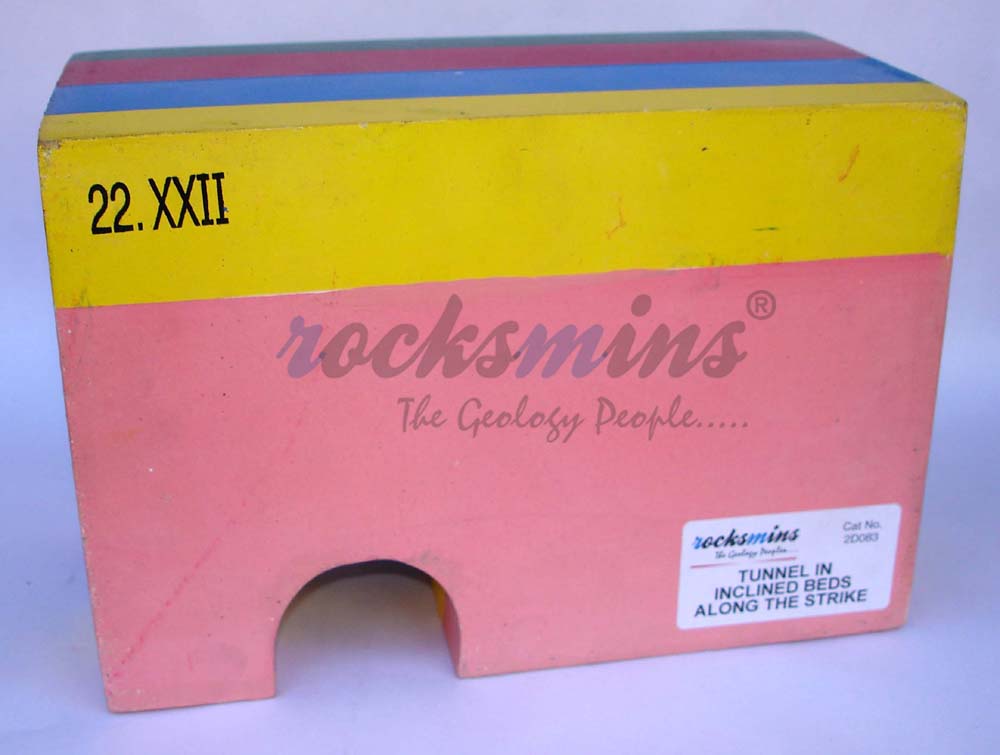 22. XXII
rocksmins®
The Geology People.....
rocksmins
The Geology People....
Cat No.
2D083
TUNNEL IN
INCLINED BEDS
ALONG THE STRIKE